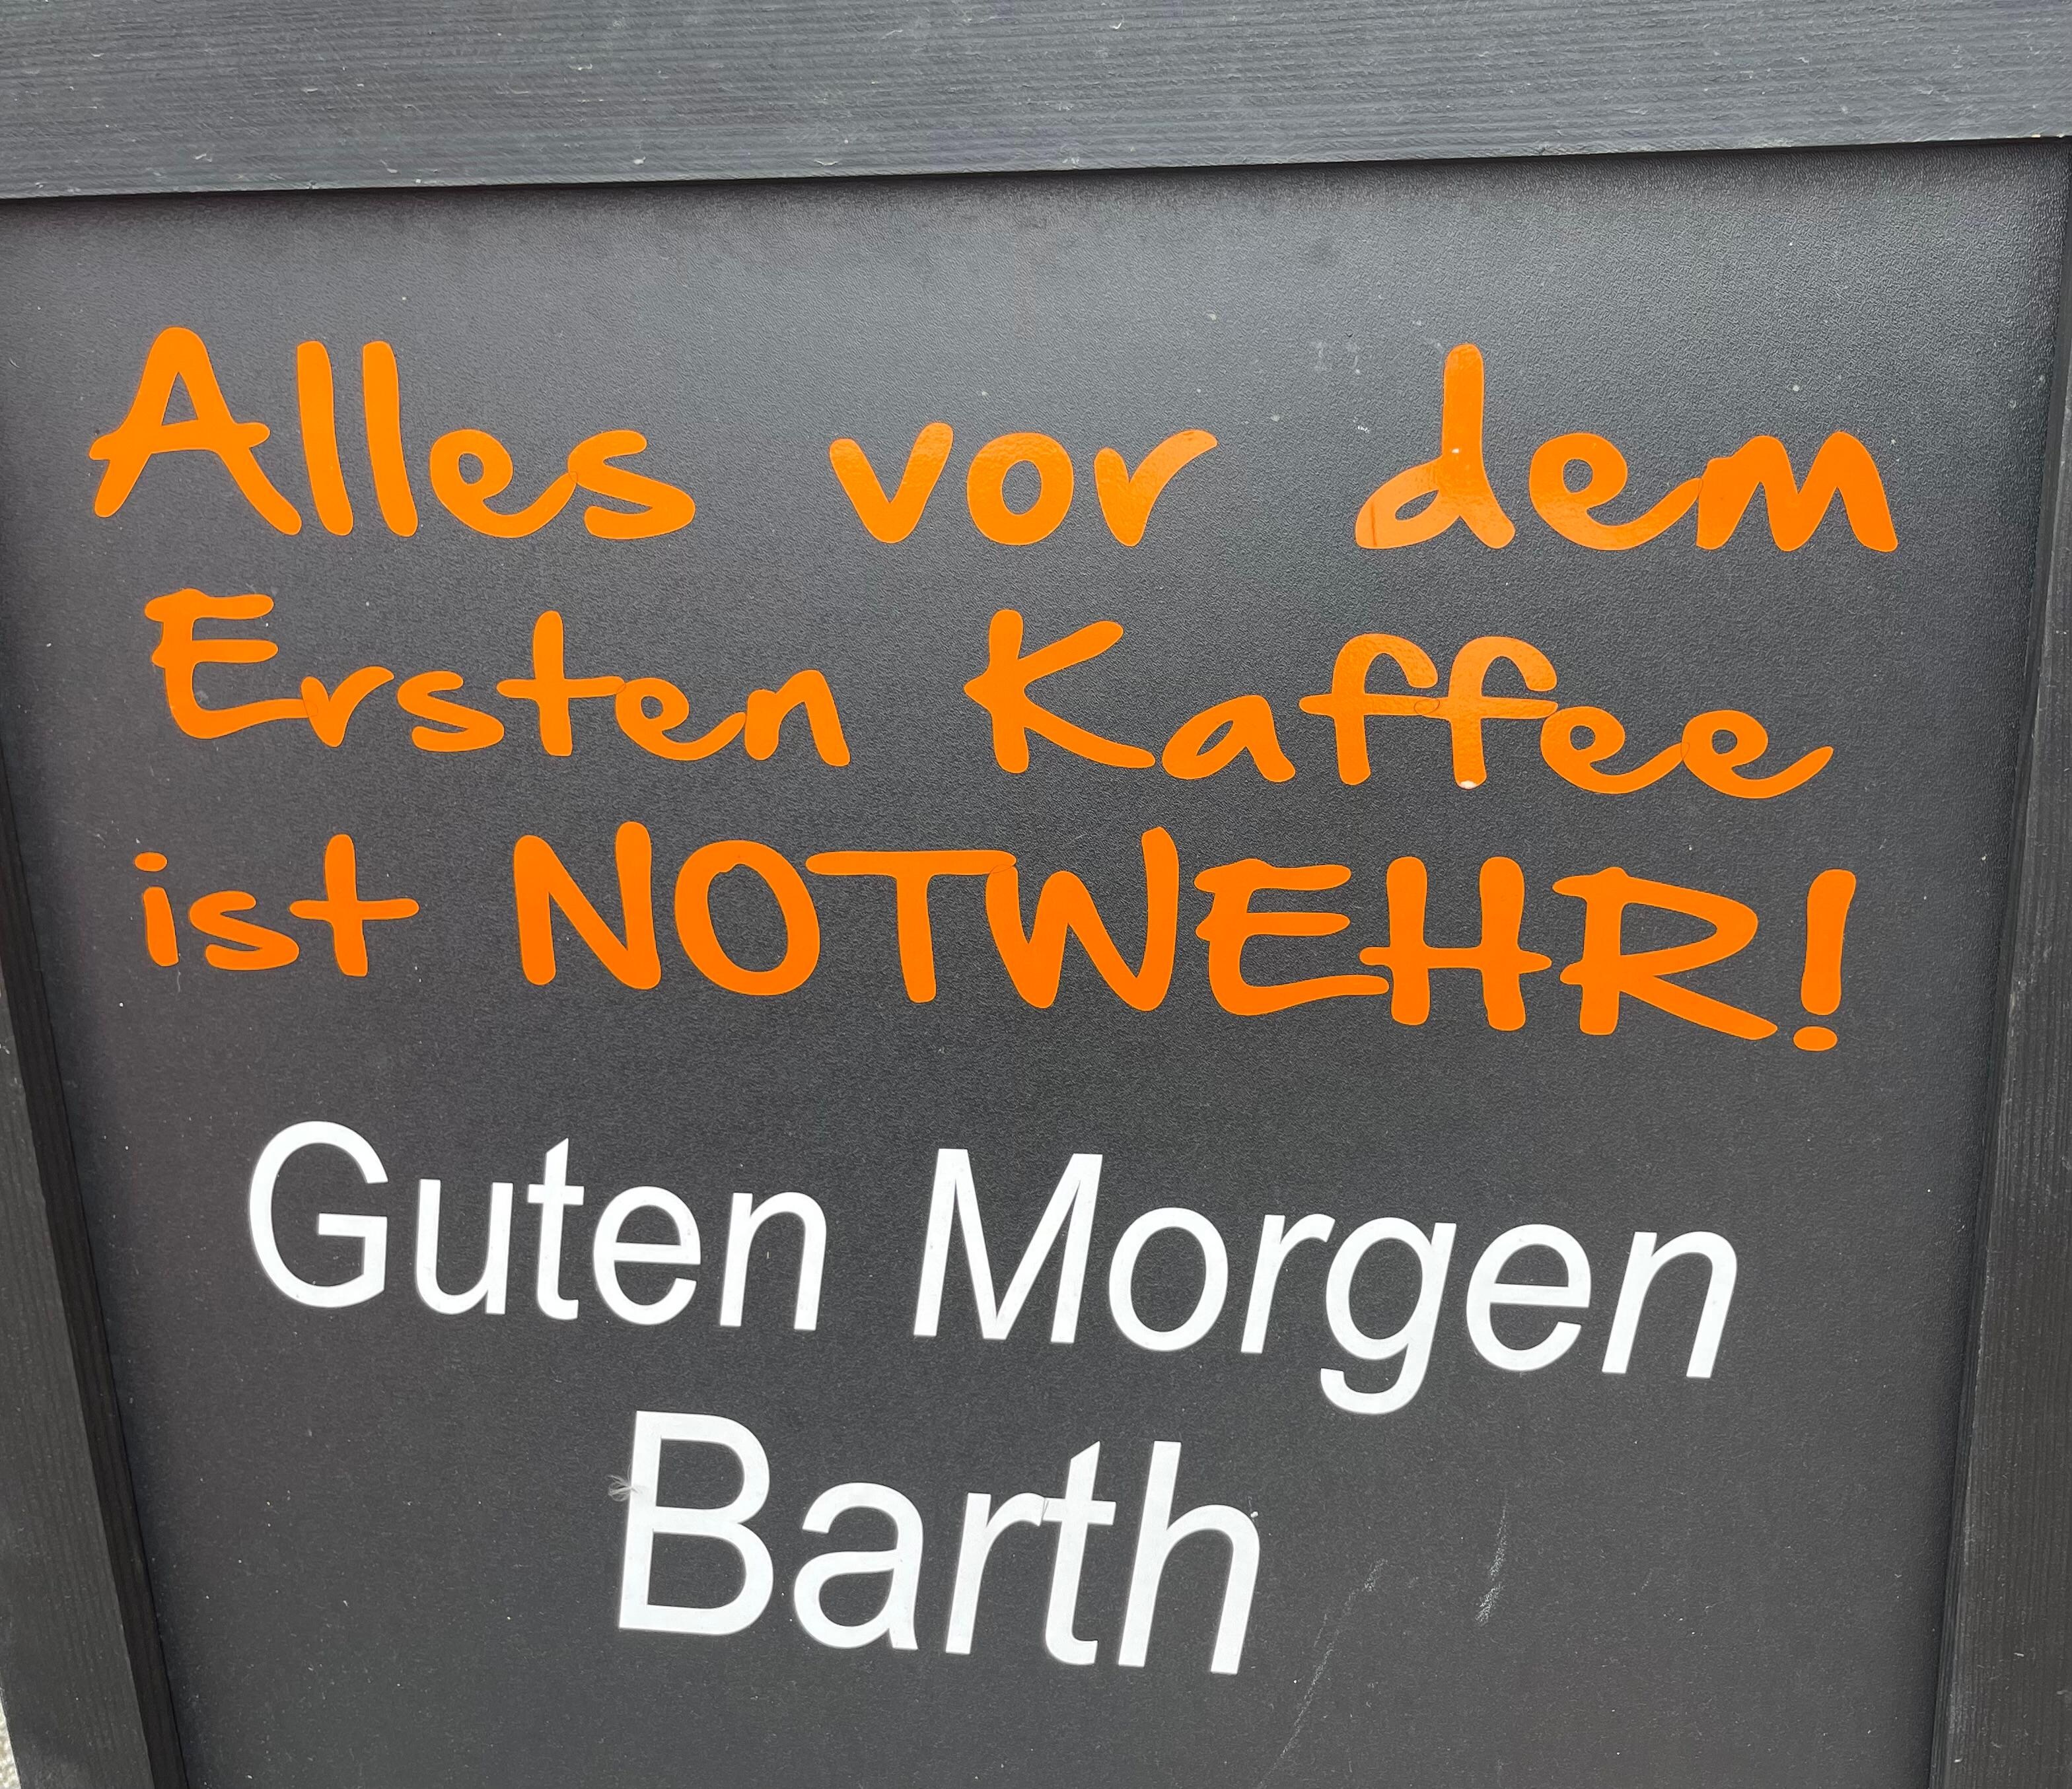 Alles vor dem
Ersten Kaffee
ist NOTWEHR!
Guten Morgen
Barth